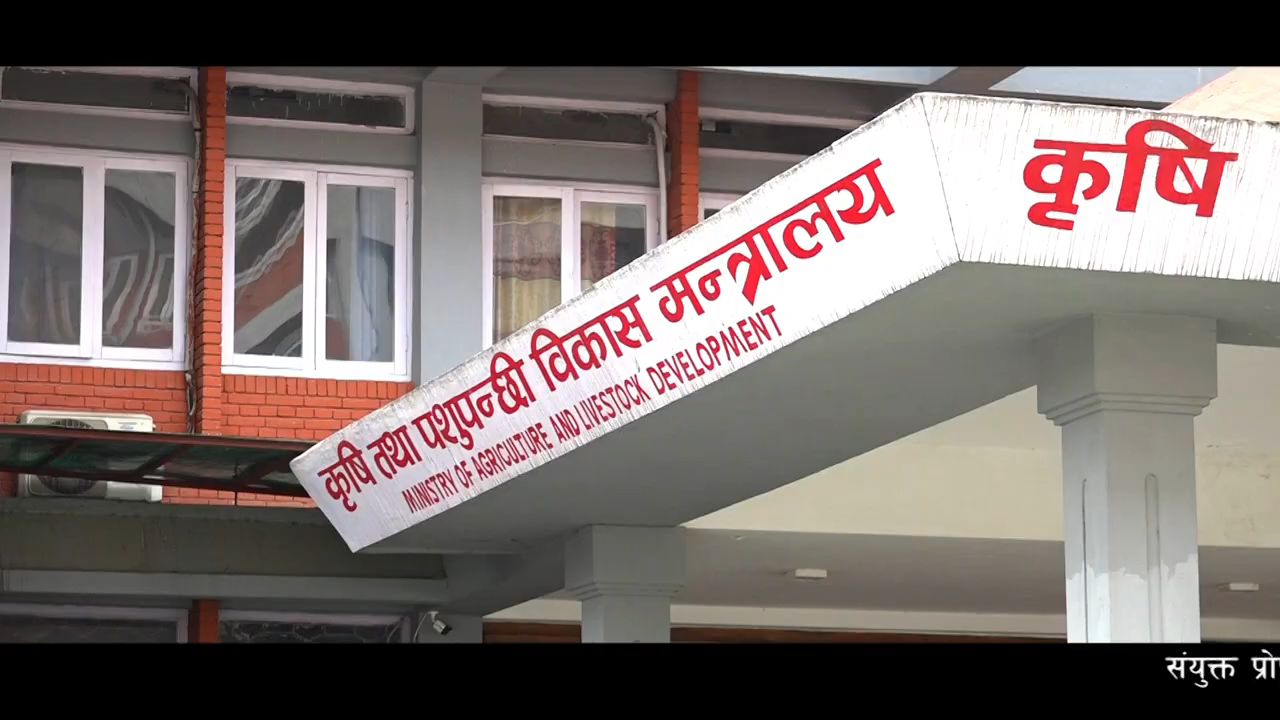 कृषि तथा पशुपन्छी विकास मन्त्रालय
MINISTRY OF AGRICULTURE AND LIVESTOCK DEVELOPMENT
कृषि
संयुक्त